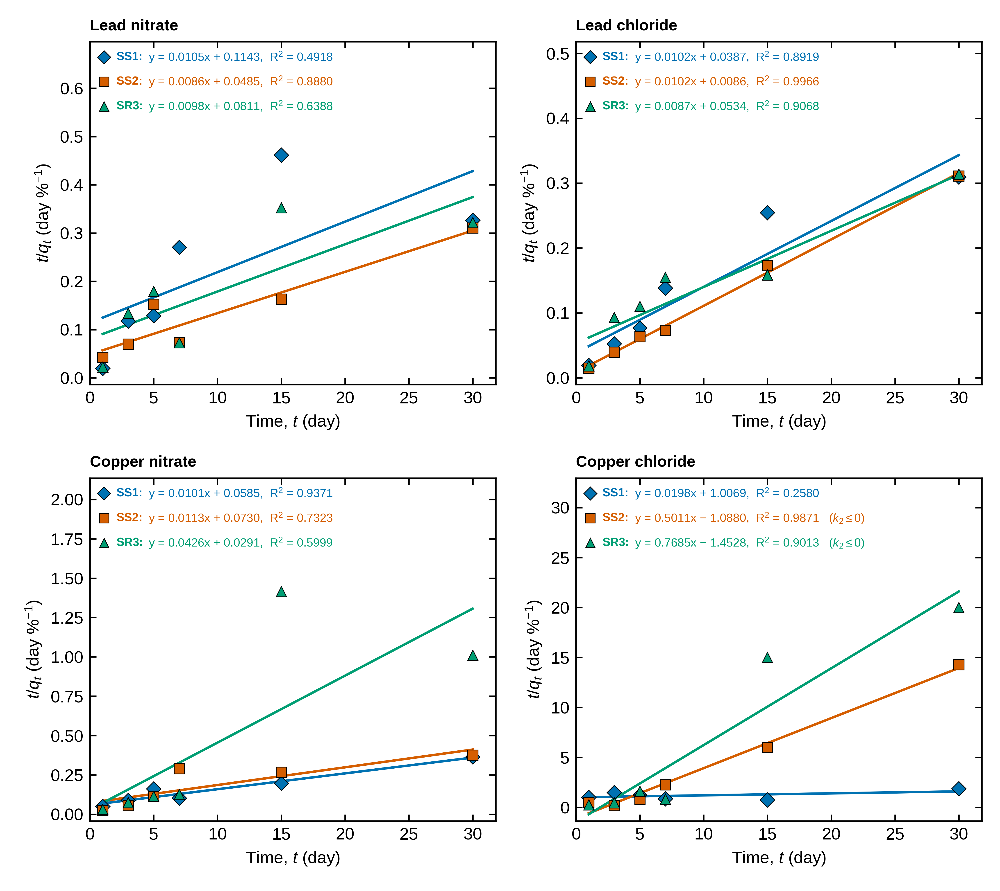 Lead nitrate
SS1: y = 0.0105x + 0.1143, R² = 0.4918
SS2: y = 0.0086x + 0.0485, R² = 0.8880
SR3: y = 0.0098x + 0.0811, R² = 0.6388
0.6
0.5
0.4
0.3
0.2
0.1
0.0
t/qₜ (day %⁻¹)
0 5 10 15 20 25 30
Time, t (day)
Lead chloride
SS1: y = 0.0102x + 0.0387, R² = 0.8919
SS2: y = 0.0102x + 0.0086, R² = 0.9966
SR3: y = 0.0087x + 0.0534, R² = 0.9068
0.5
0.4
0.3
0.2
0.1
0.0
t/qₜ (day %⁻¹)
0 5 10 15 20 25 30
Time, t (day)
Copper nitrate
SS1: y = 0.0101x + 0.0585, R² = 0.9371
SS2: y = 0.0113x + 0.0730, R² = 0.7323
SR3: y = 0.0426x + 0.0291, R² = 0.5999
2.00
1.75
1.50
1.25
1.00
0.75
0.50
0.25
0.00
t/qₜ (day %⁻¹)
0 5 10 15 20 25 30
Time, t (day)
Copper chloride
SS1: y = 0.0198x + 1.0069, R² = 0.2580
SS2: y = 0.5011x − 1.0880, R² = 0.9871 (k₂ ≤ 0)
SR3: y = 0.7685x − 1.4528, R² = 0.9013 (k₂ ≤ 0)
30
25
20
15
10
5
0
t/qₜ (day %⁻¹)
0 5 10 15 20 25 30
Time, t (day)